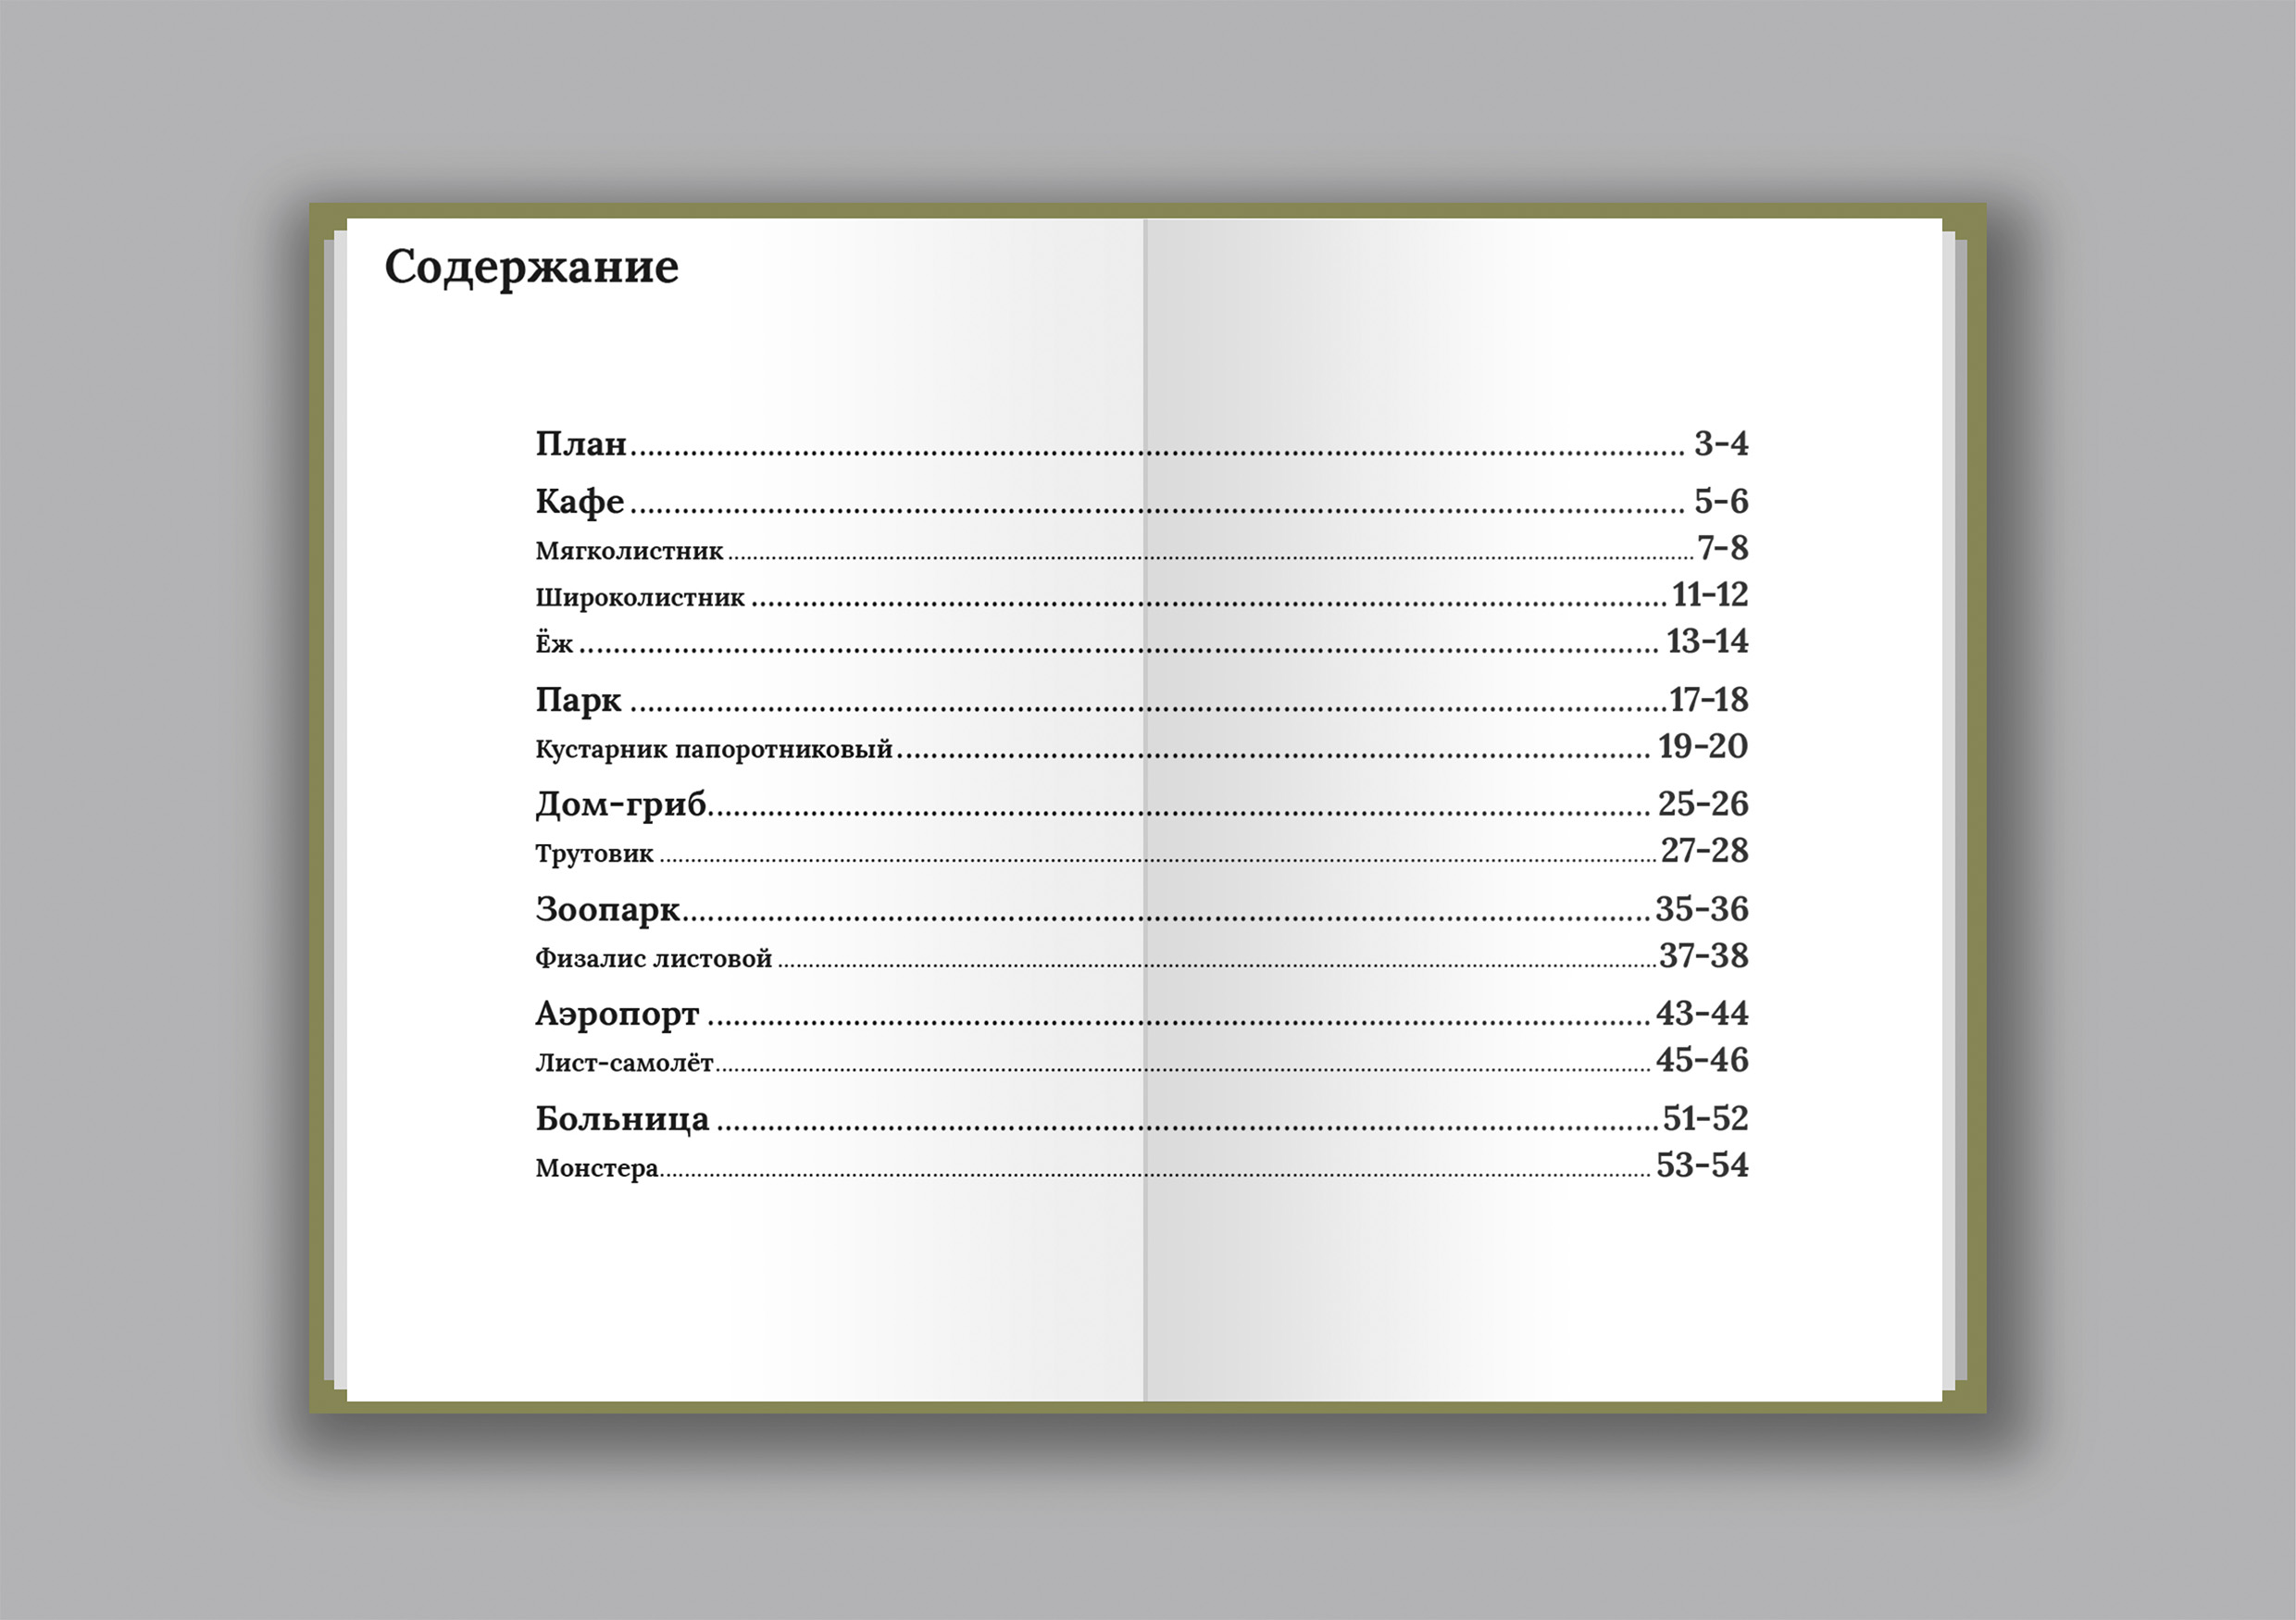 Содержание
План.......... 3-4
Кафе.......... 5-6
Мягколистник.......... 7-8
Широколистник.......... 11-12
Ёж.......... 13-14
Парк.......... 17-18
Кустарник папоротниковый.......... 19-20
Дом-гриб.......... 25-26
Трутовик.......... 27-28
Зоопарк.......... 35-36
Физалис листовой.......... 37-38
Аэропорт.......... 43-44
Лист-самолёт.......... 45-46
Больница.......... 51-52
Монстера.......... 53-54